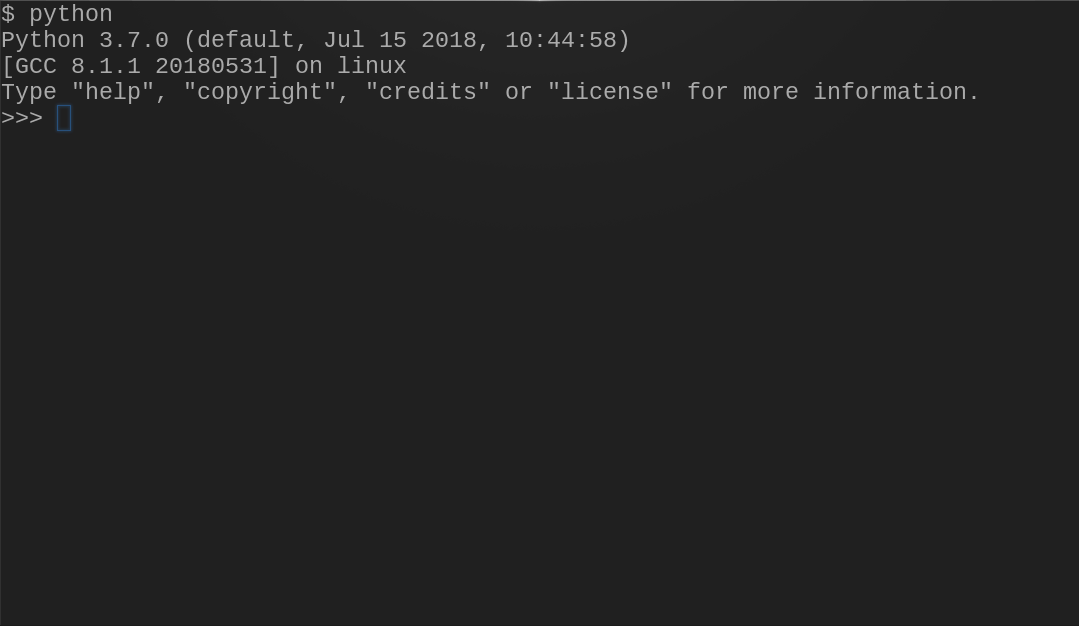 $ python
Python 3.7.0 (default, Jul 15 2018, 10:44:58)
[GCC 8.1.1 20180531] on linux
Type "help", "copyright", "credits" or "license" for more information.
>>>